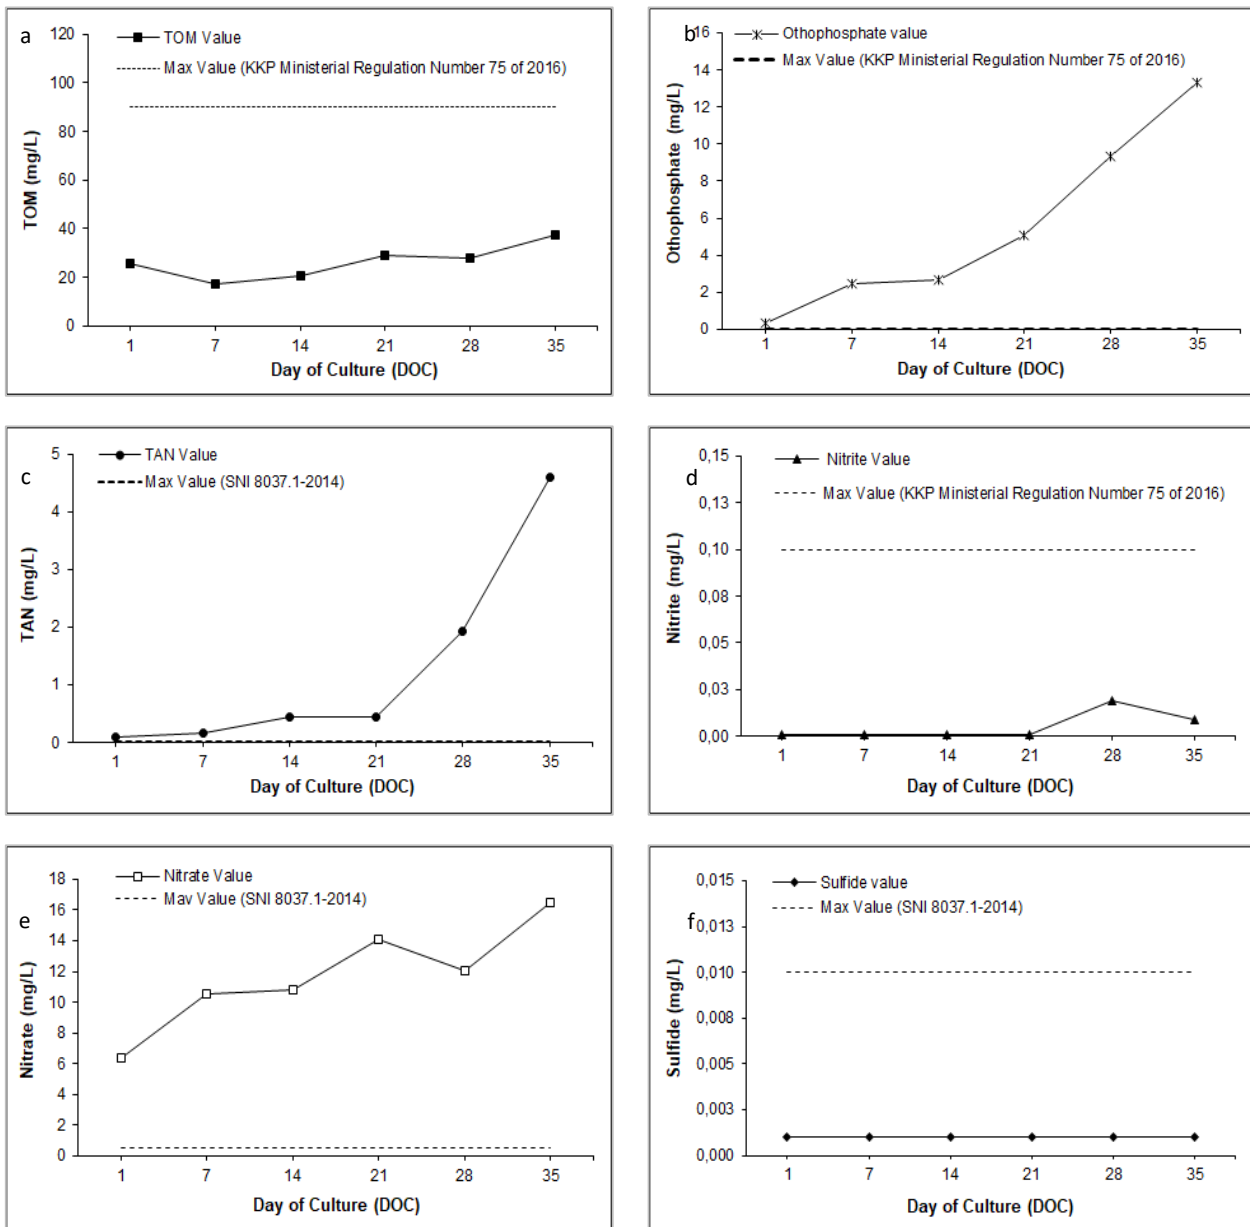 a
TOM Value
Max Value (KKP Ministerial Regulation Number 75 of 2016)
120
100
80
60
40
20
0
TOM (mg/L)
1 7 14 21 28 35
Day of Culture (DOC)
b
Othophosphate value
Max Value (KKP Ministerial Regulation Number 75 of 2016)
16
14
12
10
8
6
4
2
0
Othophosphate (mg/L)
1 7 14 21 28 35
Day of Culture (DOC)
c
TAN Value
Max Value (SNI 8037.1-2014)
5
4
3
2
1
0
TAN (mg/L)
1 7 14 21 28 35
Day of Culture (DOC)
d
Nitrite Value
Max Value (KKP Ministerial Regulation Number 75 of 2016)
0,15
0,13
0,10
0,08
0,05
0,03
0,00
Nitrite (mg/L)
1 7 14 21 28 35
Day of Culture (DOC)
e
Nitrate Value
Mav Value (SNI 8037.1-2014)
18
16
14
12
10
8
6
4
2
0
Nitrate (mg/L)
1 7 14 21 28 35
Day of Culture (DOC)
f
Sulfide value
Max Value (SNI 8037.1-2014)
0,015
0,013
0,010
0,008
0,005
0,003
0,000
Sulfide (mg/L)
1 7 14 21 28 35
Day of Culture (DOC)